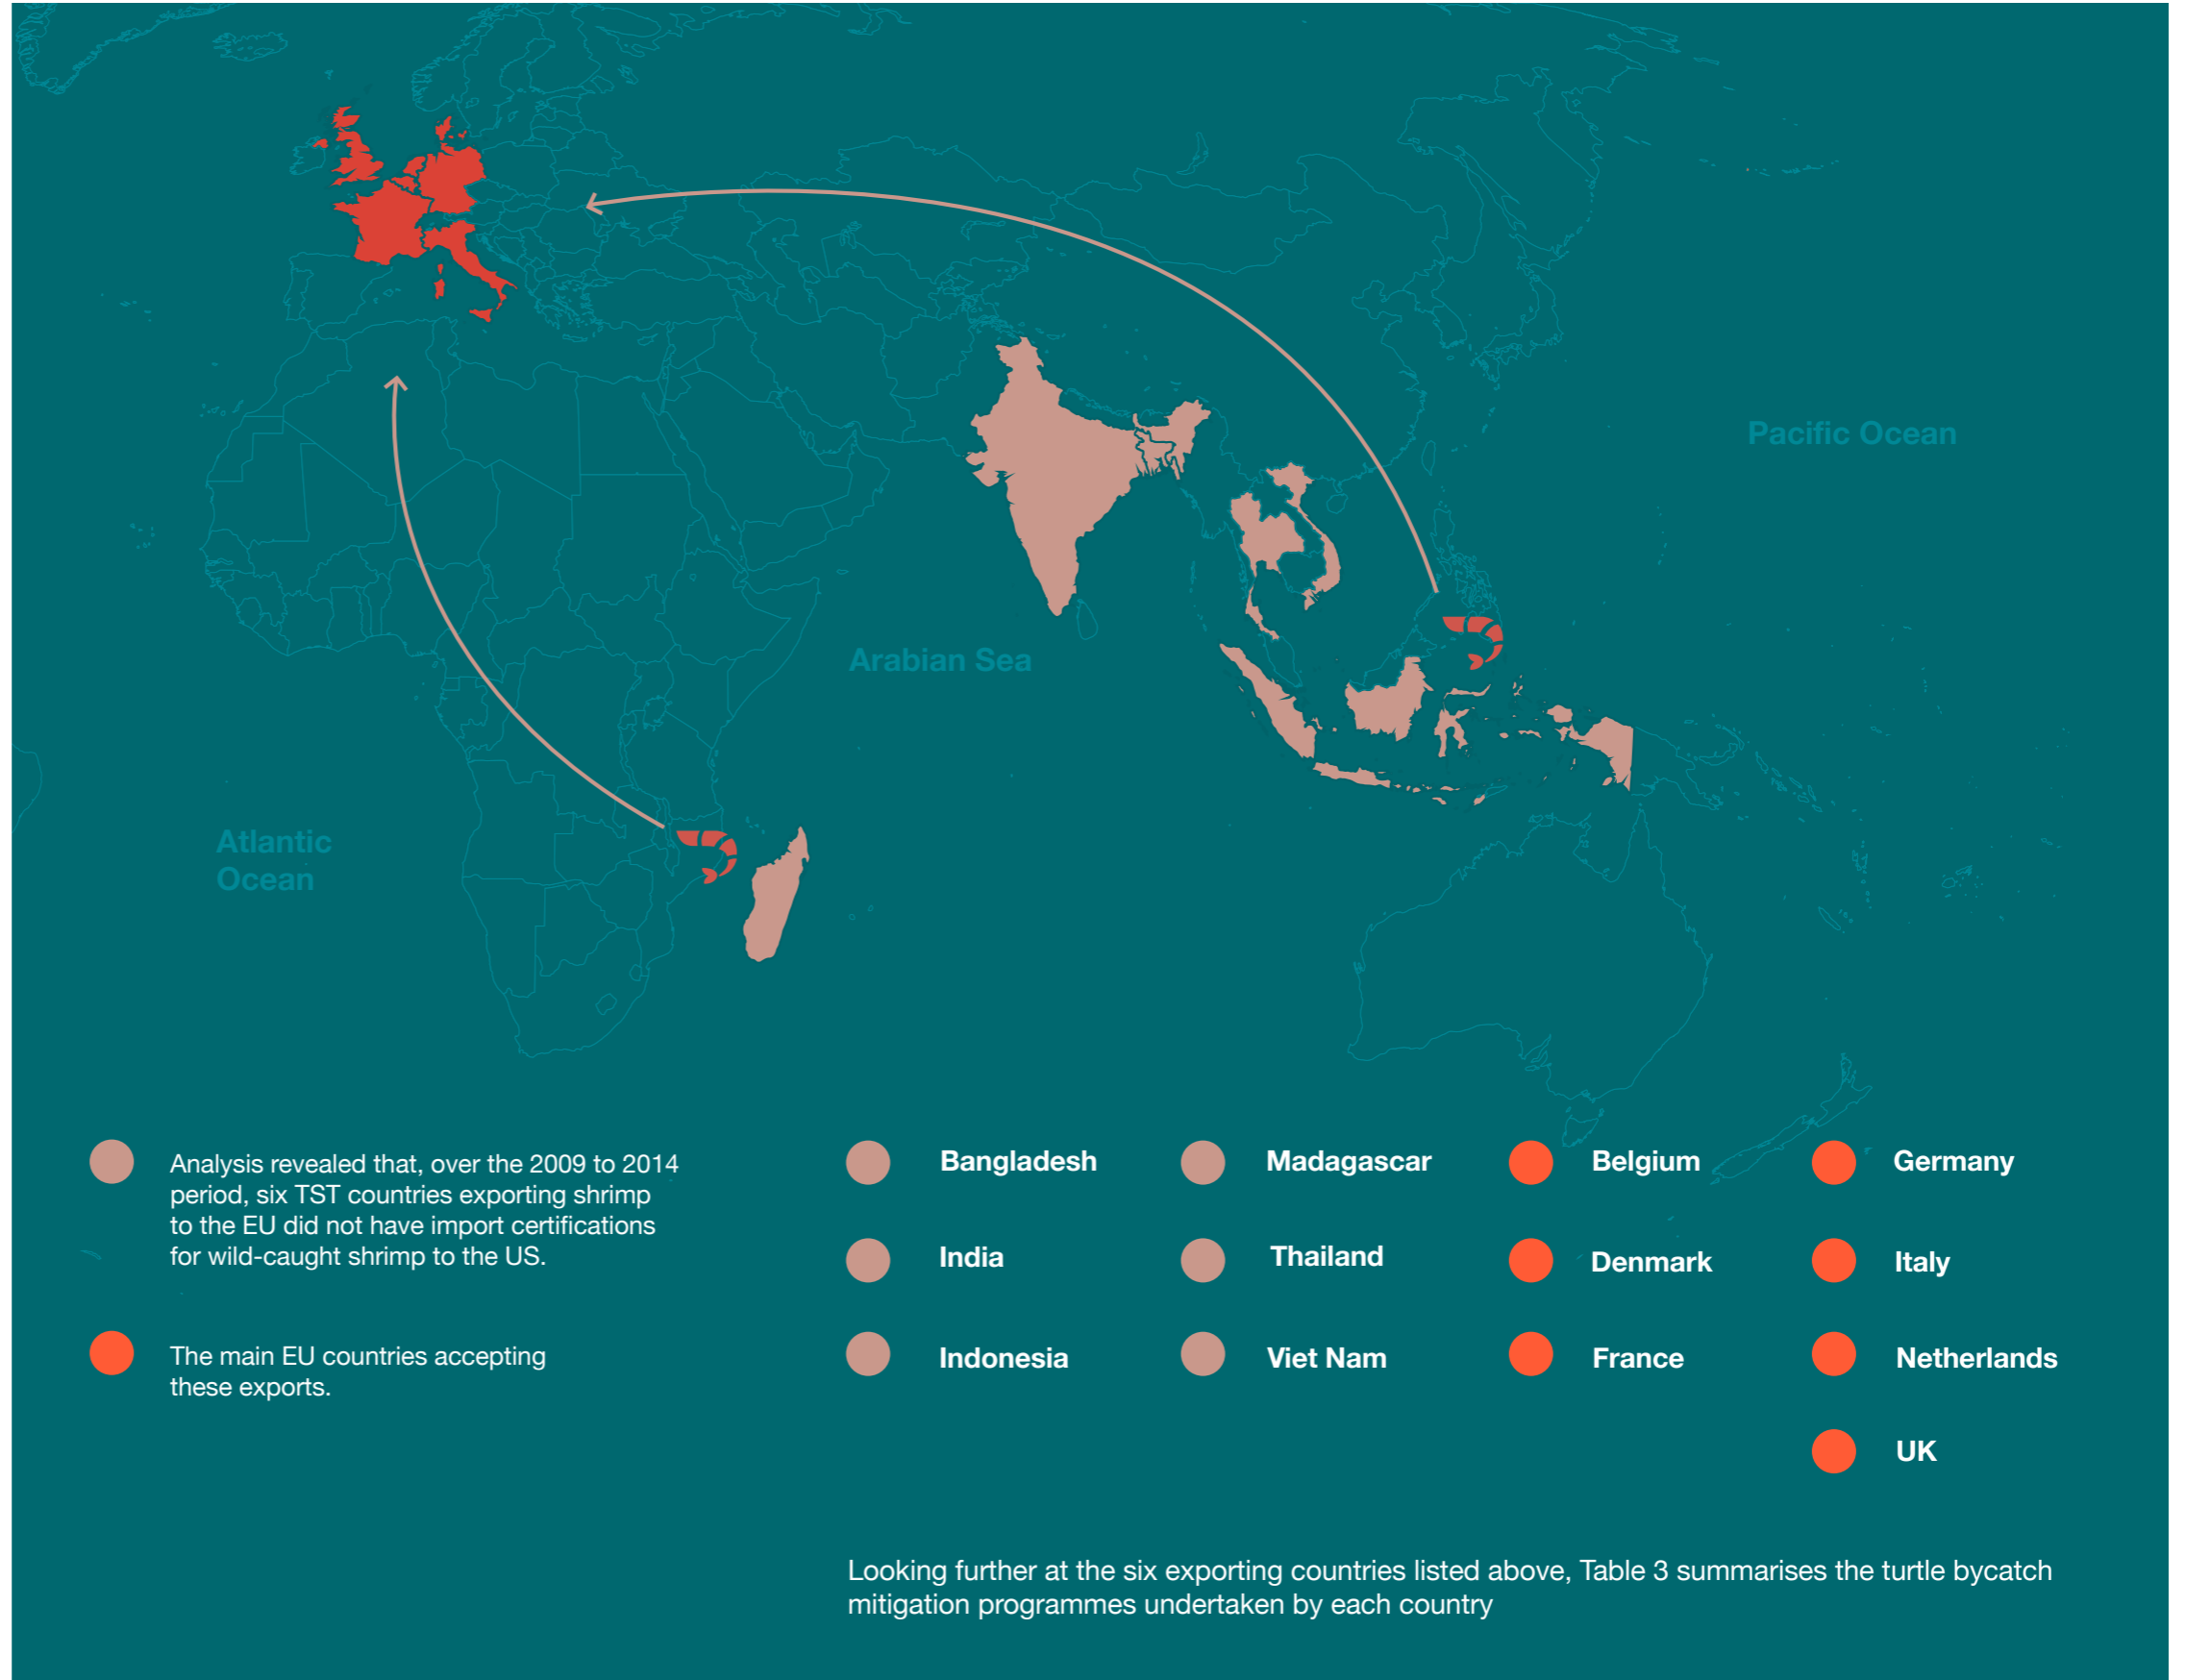 Pacific Ocean
Arabian Sea
Atlantic
Ocean
Analysis revealed that, over the 2009 to 2014
period, six TST countries exporting shrimp
to the EU did not have import certifications
for wild-caught shrimp to the US.
The main EU countries accepting
these exports.
Bangladesh
India
Indonesia
Madagascar
Thailand
Viet Nam
Belgium
Denmark
France
Germany
Italy
Netherlands
UK
Looking further at the six exporting countries listed above, Table 3 summarises the turtle bycatch
mitigation programmes undertaken by each country